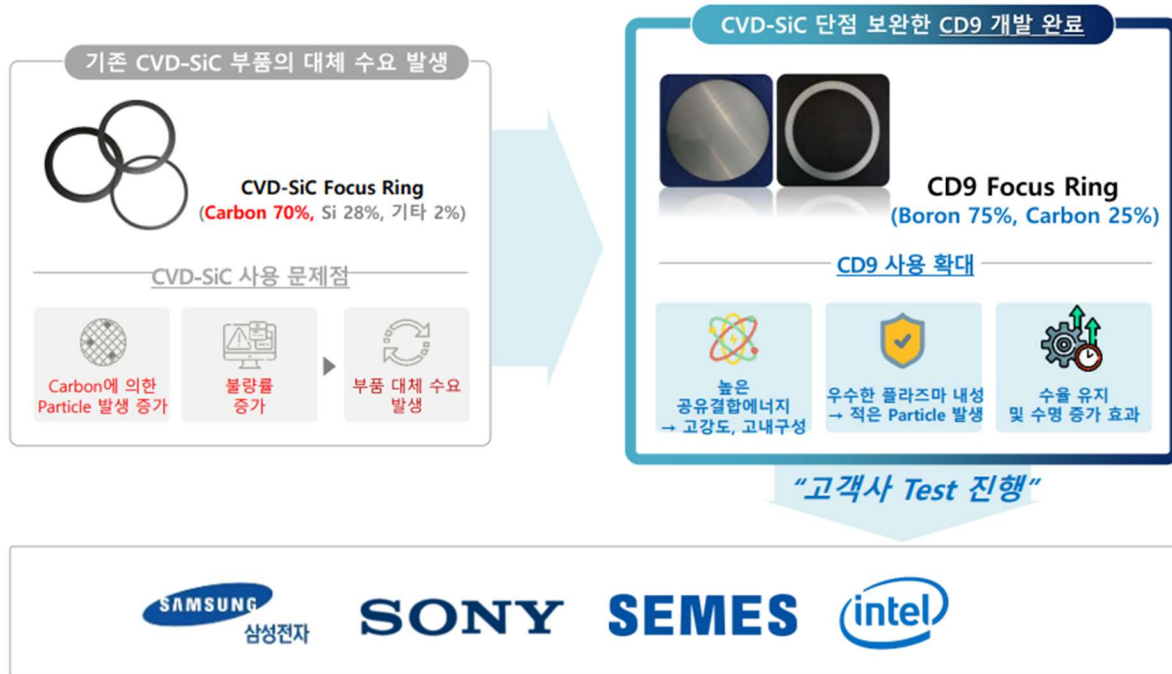 기존 CVD-SiC 부품의 대체 수요 발생
CVD-SiC Focus Ring
(Carbon 70%, Si 28%, 기타 2%)
CVD-SiC 사용 문제점
Carbon에 의한
Particle 발생 증가
불량률
증가
부품 대체 수요
발생
CVD-SiC 단점 보완한 CD9 개발 완료
CD9 Focus Ring
(Boron 75%, Carbon 25%)
CD9 사용 확대
높은
공유결합에너지
→ 고강도, 고내구성
우수한 플라즈마 내성
→ 적은 Particle 발생
수율 유지
및 수명 증가 효과
“고객사 Test 진행”
SAMSUNG
삼성전자
SONY
SEMES
intel